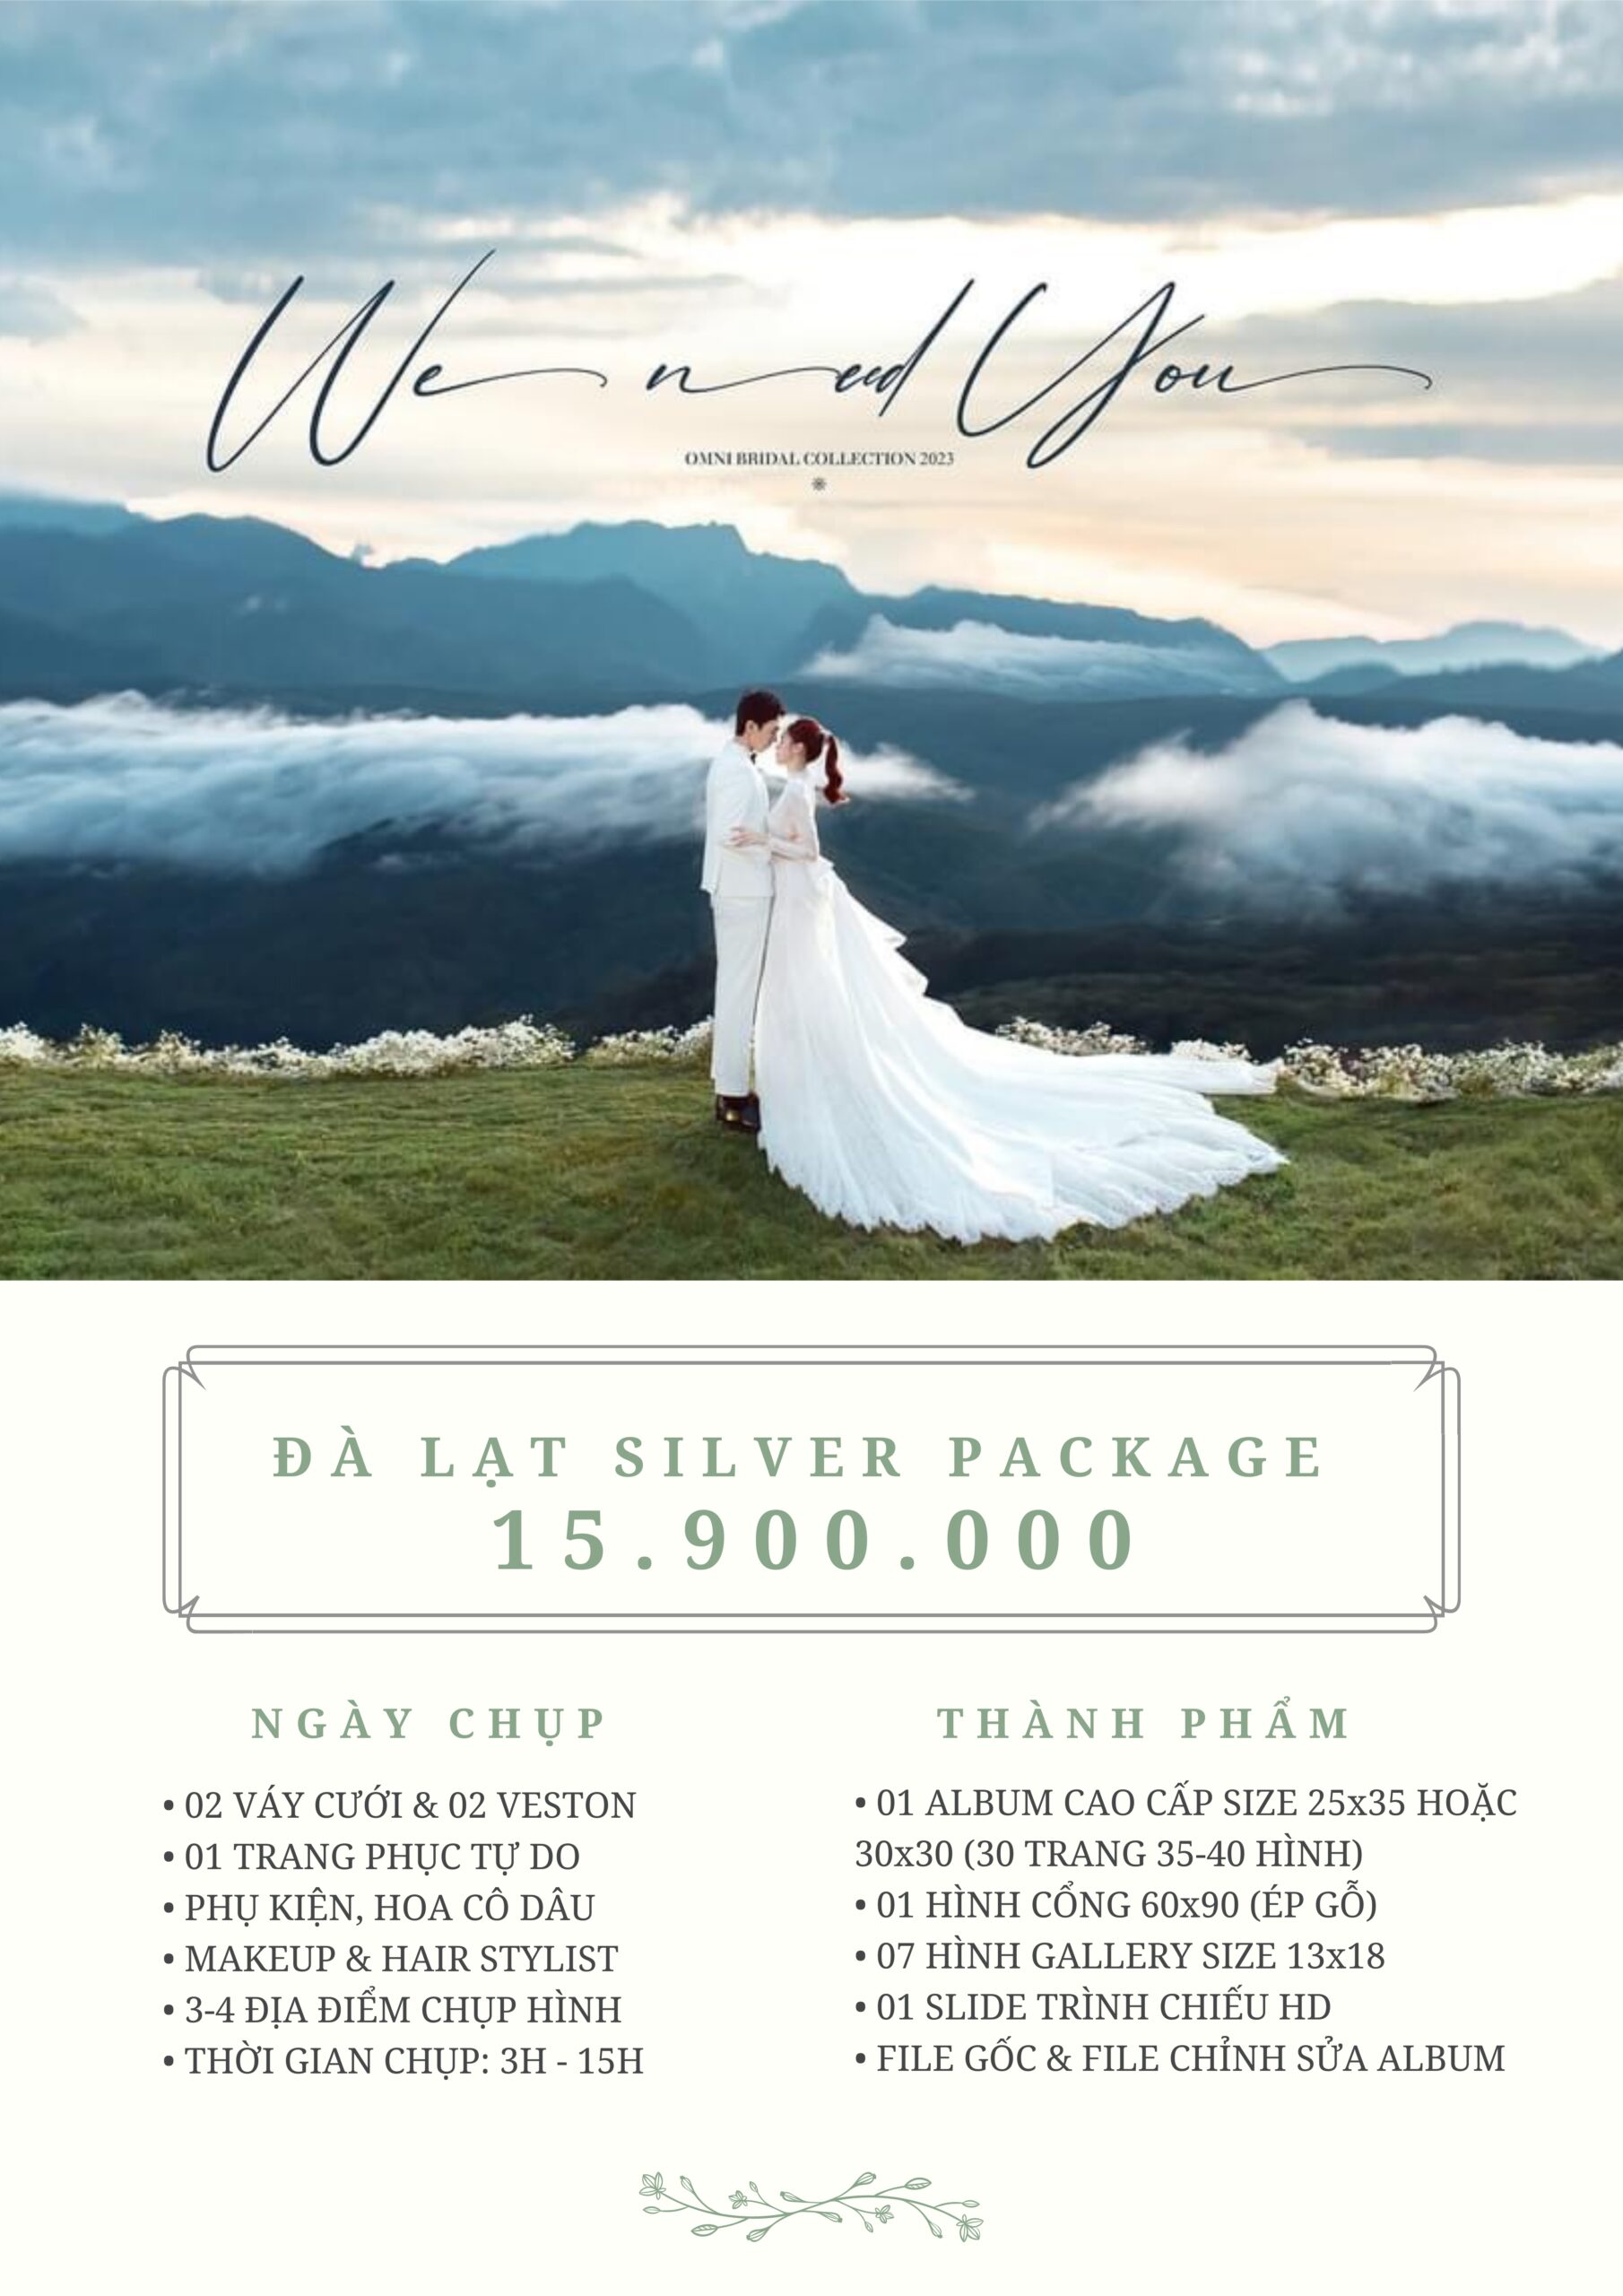 We need You
OMNI BRIDAL COLLECTION 2023
ĐÀ LẠT SILVER PACKAGE
15.900.000
NGÀY CHỤP
• 02 VÁY CƯỚI & 02 VESTON
• 01 TRANG PHỤC TỰ DO
• PHỤ KIỆN, HOA CÔ DÂU
• MAKEUP & HAIR STYLIST
• 3-4 ĐỊA ĐIỂM CHỤP HÌNH
• THỜI GIAN CHỤP: 3H - 15H
THÀNH PHẨM
• 01 ALBUM CAO CẤP SIZE 25x35 HOẶC
30x30 (30 TRANG 35-40 HÌNH)
• 01 HÌNH CỔNG 60x90 (ÉP GỖ)
• 07 HÌNH GALLERY SIZE 13x18
• 01 SLIDE TRÌNH CHIẾU HD
• FILE GỐC & FILE CHỈNH SỬA ALBUM